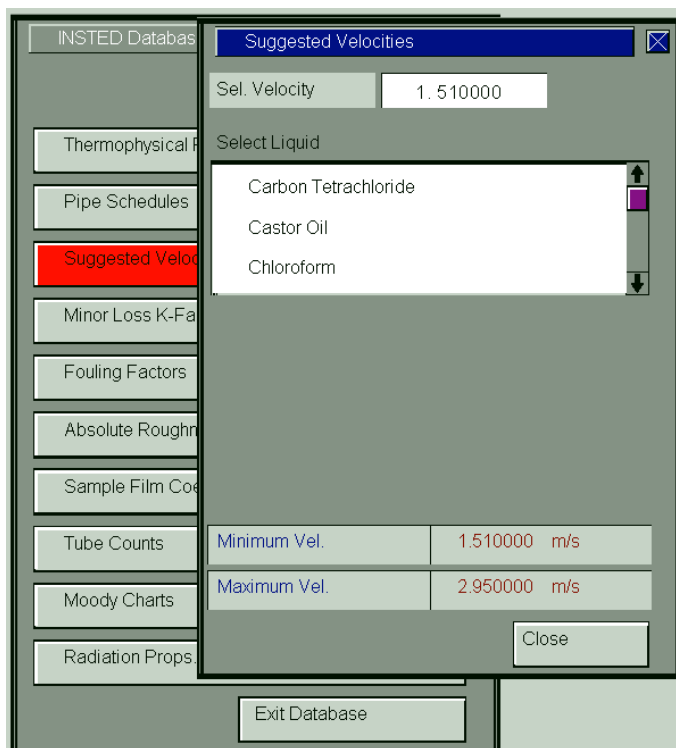 INSTED Databas
Suggested Velocities
Sel. Velocity
1.510000
Select Liquid
Carbon Tetrachloride
Castor Oil
Chloroform
Thermophysical P
Pipe Schedules
Suggested Veloc
Minor Loss K-Fa
Fouling Factors
Absolute Roughn
Sample Film Coe
Tube Counts
Moody Charts
Radiation Props.
Minimum Vel.
1.510000 m/s
Maximum Vel.
2.950000 m/s
Close
Exit Database